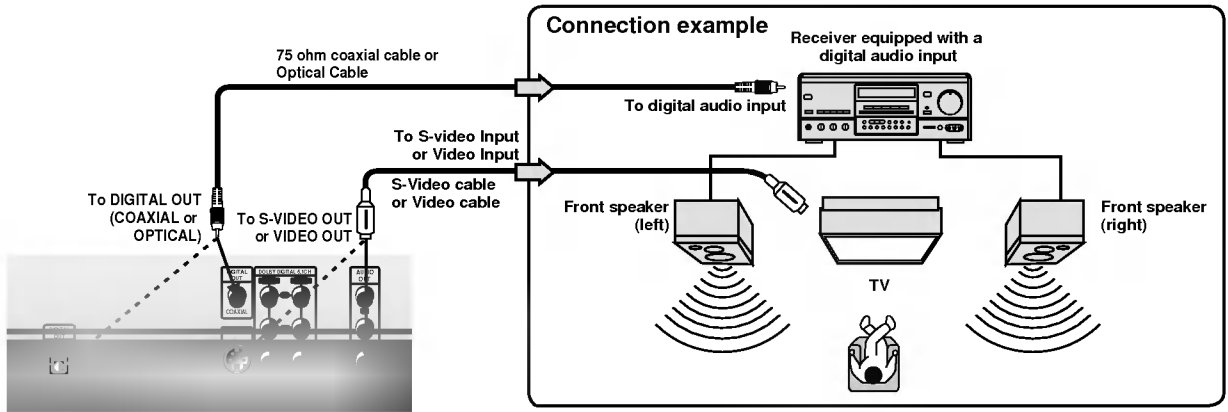 Connection example
75 ohm coaxial cable or
Optical Cable
Receiver equipped with a
digital audio input
To digital audio input
To S-video Input
or Video Input
S-Video cable
or Video cable
To DIGITAL OUT
(COAXIAL or
OPTICAL)
To S-VIDEO OUT
or VIDEO OUT
Front speaker
(left)
TV
Front speaker
(right)
DIGITAL
OUT
COAXIAL
DOLBY DIGITAL 5.1CH
AUDIO
OUT